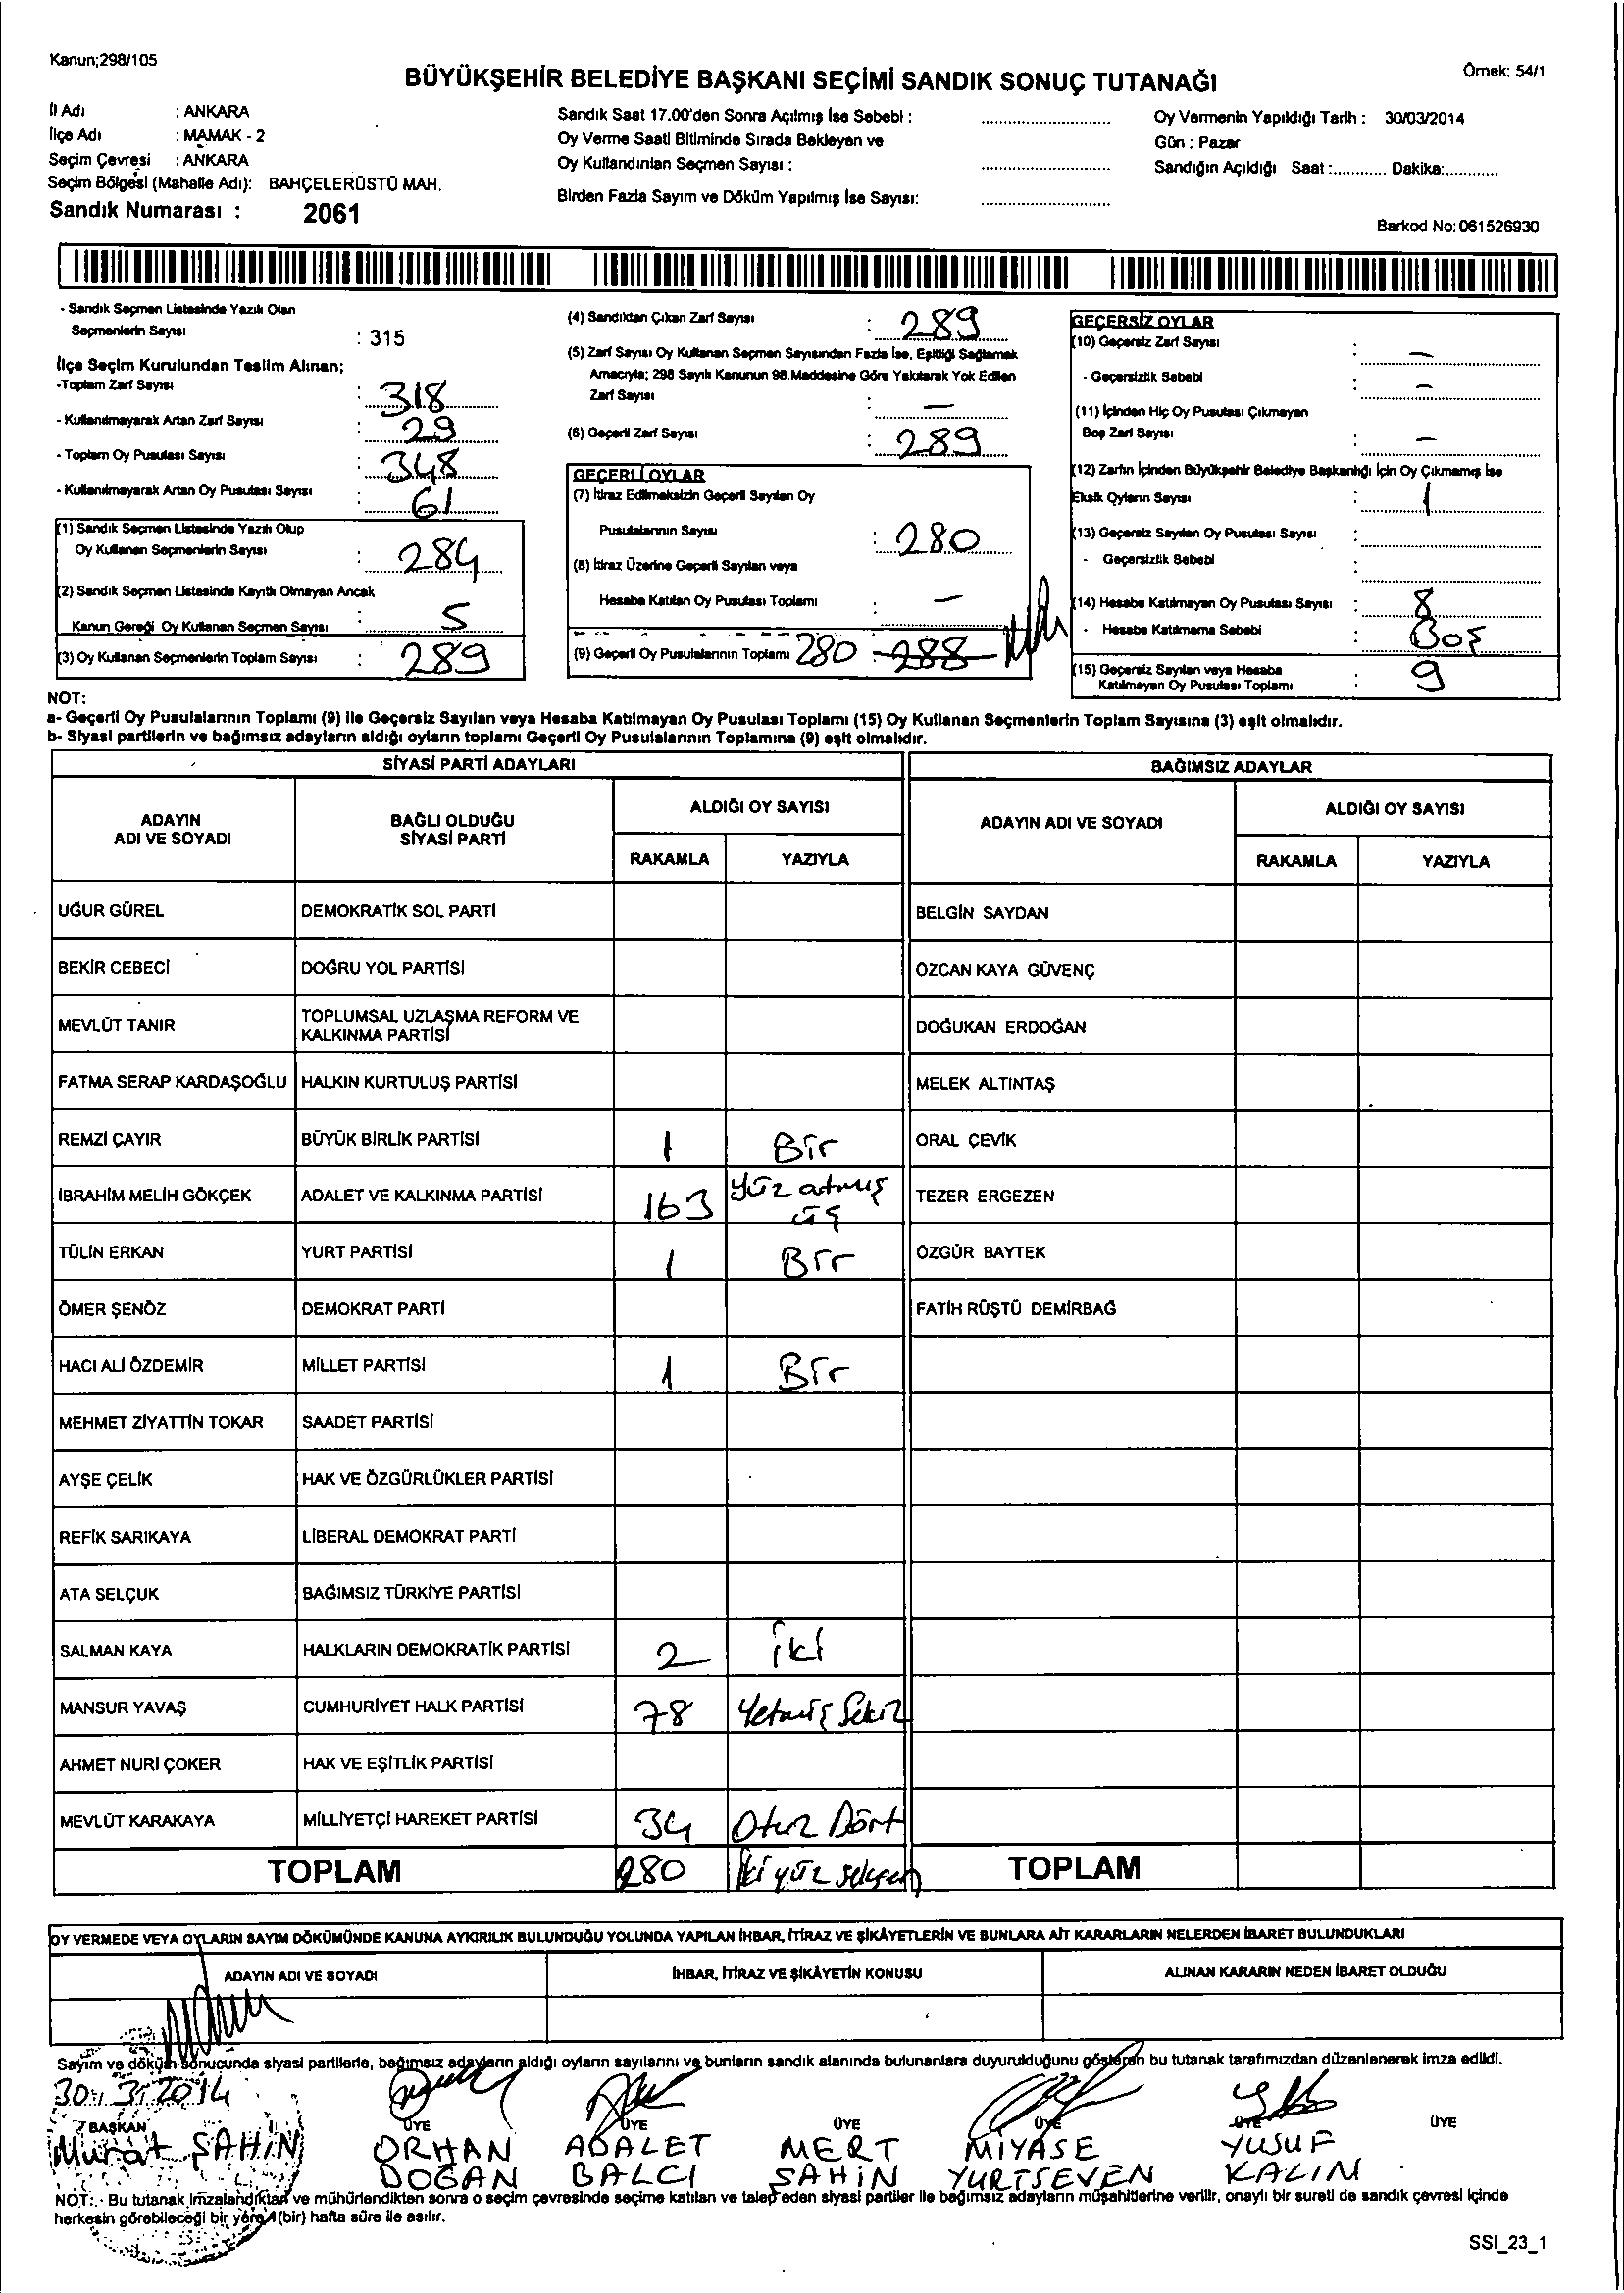 Kanun;298/105
Örnek: 54/1
BÜYÜKŞEHİR BELEDİYE BAŞKANI SEÇİMİ SANDIK SONUÇ TUTANAĞI
İl Adı : ANKARA
İlçe Adı : MAMAK - 2
Seçim Çevresi : ANKARA
Seçim Bölgesi (Mahalle Adı): BAHÇELERÜSTÜ MAH.
Sandık Numarası : 2061
Sandık Saat 17.00'den Sonra Açılmış İse Sebebi :
Oy Verme Saati Bitiminde Sırada Bekleyen ve
Oy Kullandırılan Seçmen Sayısı :
Birden Fazla Sayım ve Döküm Yapılmış İse Sayısı:
Oy Vermenin Yapıldığı Tarih : 30/03/2014
Gün : Pazar
Sandığın Açıldığı Saat :............ Dakika:............
Barkod No: 061526930
- Sandık Seçmen Listesinde Yazılı Olan
Seçmenlerin Sayısı : 315
İlçe Seçim Kurulundan Teslim Alınan;
-Toplam Zarf Sayısı : 318
- Kullanılmayarak Artan Zarf Sayısı : 29
- Toplam Oy Pusulası Sayısı : 348
- Kullanılmayarak Artan Oy Pusulası Sayısı : 61
(1) Sandık Seçmen Listesinde Yazılı Olup
Oy Kullanan Seçmenlerin Sayısı : 284
(2) Sandık Seçmen Listesinde Kayıtlı Olmayan Ancak
Kanun Gereği Oy Kullanan Seçmen Sayısı : 5
(3) Oy Kullanan Seçmenlerin Toplam Sayısı : 289
(4) Sandıktan Çıkan Zarf Sayısı : 289
(5) Zarf Sayısı Oy Kullanan Seçmen Sayısından Fazla İse, Eşitliği Sağlamak
Amacıyla; 298 Sayılı Kanunun 98.Maddesine Göre Yakılarak Yok Edilen
Zarf Sayısı : —
(6) Geçerli Zarf Sayısı : 289
GEÇERLİ OYLAR
(7) İtiraz Edilmeksizin Geçerli Sayılan Oy
Pusulalarının Sayısı : 280
(8) İtiraz Üzerine Geçerli Sayılan veya
Hesaba Katılan Oy Pusulası Toplamı : —
(9) Geçerli Oy Pusulalarının Toplamı 280 : 288
GEÇERSİZ OYLAR
(10) Geçersiz Zarf Sayısı : —
- Geçersizlik Sebebi : —
(11) İçinden Hiç Oy Pusulası Çıkmayan
Boş Zarf Sayısı : —
(12) Zarfın İçinden Büyükşehir Belediye Başkanlığı İçin Oy Çıkmamış İse
Eksik Oyların Sayısı : 1
(13) Geçersiz Sayılan Oy Pusulası Sayısı :
- Geçersizlik Sebebi :
(14) Hesaba Katılmayan Oy Pusulası Sayısı : 8
- Hesaba Katılmama Sebebi : Boş
(15) Geçersiz Sayılan veya Hesaba
Katılmayan Oy Pusulası Toplamı : 9
NOT:
a- Geçerli Oy Pusulalarının Toplamı (9) ile Geçersiz Sayılan veya Hesaba Katılmayan Oy Pusulası Toplamı (15) Oy Kullanan Seçmenlerin Toplam Sayısına (3) eşit olmalıdır.
b- Siyasi partilerin ve bağımsız adayların aldığı oyların toplamı Geçerli Oy Pusulalarının Toplamına (9) eşit olmalıdır.
SİYASİ PARTİ ADAYLARI BAĞIMSIZ ADAYLAR
ADAYIN ADI VE SOYADI BAĞLI OLDUĞU SİYASİ PARTİ ALDIĞI OY SAYISI ADAYIN ADI VE SOYADI ALDIĞI OY SAYISI
RAKAMLA YAZIYLA RAKAMLA YAZIYLA
UĞUR GÜREL DEMOKRATİK SOL PARTİ BELGİN SAYDAN
BEKİR CEBECİ DOĞRU YOL PARTİSİ ÖZCAN KAYA GÜVENÇ
MEVLÜT TANIR TOPLUMSAL UZLAŞMA REFORM VE KALKINMA PARTİSİ DOĞUKAN ERDOĞAN
FATMA SERAP KARDAŞOĞLU HALKIN KURTULUŞ PARTİSİ MELEK ALTINTAŞ
REMZİ ÇAYIR BÜYÜK BİRLİK PARTİSİ 1 Bir ORAL ÇEVİK
İBRAHİM MELİH GÖKÇEK ADALET VE KALKINMA PARTİSİ 163 yüz atmış üç TEZER ERGEZEN
TÜLİN ERKAN YURT PARTİSİ 1 Bir ÖZGÜR BAYTEK
ÖMER ŞENÖZ DEMOKRAT PARTİ FATİH RÜŞTÜ DEMİRBAĞ
HACI ALİ ÖZDEMİR MİLLET PARTİSİ 1 Bir
MEHMET ZİYATTİN TOKAR SAADET PARTİSİ
AYŞE ÇELİK HAK VE ÖZGÜRLÜKLER PARTİSİ
REFİK SARIKAYA LİBERAL DEMOKRAT PARTİ
ATA SELÇUK BAĞIMSIZ TÜRKİYE PARTİSİ
SALMAN KAYA HALKLARIN DEMOKRATİK PARTİSİ 2 iki
MANSUR YAVAŞ CUMHURİYET HALK PARTİSİ 78 Yetmiş Sekiz
AHMET NURİ ÇOKER HAK VE EŞİTLİK PARTİSİ
MEVLÜT KARAKAYA MİLLİYETÇİ HAREKET PARTİSİ 34 Otuz Dört
TOPLAM 280 iki yüz seksen TOPLAM
OY VERMEDE VEYA OYLARIN SAYIM DÖKÜMÜNDE KANUNA AYKIRILIK BULUNDUĞU YOLUNDA YAPILAN İHBAR, İTİRAZ VE ŞİKÂYETLERİN VE BUNLARA AİT KARARLARIN NELERDEN İBARET BULUNDUKLARI
ADAYIN ADI VE SOYADI İHBAR, İTİRAZ VE ŞİKÂYETİN KONUSU ALINAN KARARIN NEDEN İBARET OLDUĞU
Sayım ve döküm sonucunda siyasi partilerle, bağımsız adayların aldığı oyların sayılarını ve bunların sandık alanında bulunanlara duyurulduğunu gösteren bu tutanak tarafımızdan düzenlenerek imza edildi.
30.3.2014
BAŞKAN ÜYE ÜYE ÜYE ÜYE ÜYE ÜYE
Murat ŞAHİN ORHAN DOĞAN ADALET BALCI MERT ŞAHİN MİYASE YURTSEVEN YUSUF KALIN
NOT: - Bu tutanak imzalandıktan ve mühürlendikten sonra o seçim çevresinde seçime katılan ve talep eden siyasi partiler ile bağımsız adayların müşahitlerine verilir, onaylı bir sureti de sandık çevresi içinde
herkesin görebileceği bir yere 1 (bir) hafta süre ile asılır.
SSI_23_1